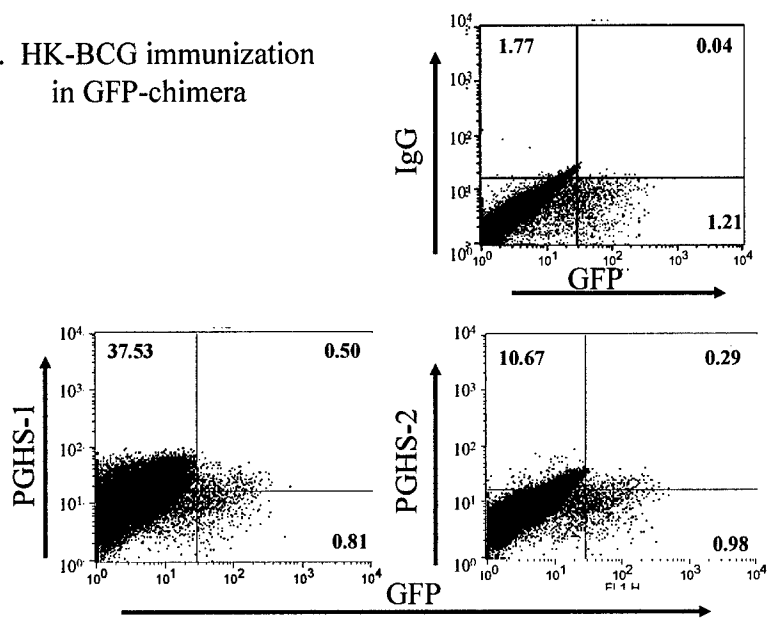 . HK-BCG immunization
in GFP-chimera
10⁴
1.77 0.04
10³
10²
IgG
10¹
1.21
10⁰
10⁰ 10¹ 10² 10³ 10⁴
GFP
10⁴
37.53 0.50
10³
10²
PGHS-1
10¹
0.81
10⁰
10⁰ 10¹ 10² 10³ 10⁴
10⁴
10.67 0.29
10³
10²
PGHS-2
10¹
0.98
10⁰
10⁰ 10¹ 10² 10³ 10⁴
GFP